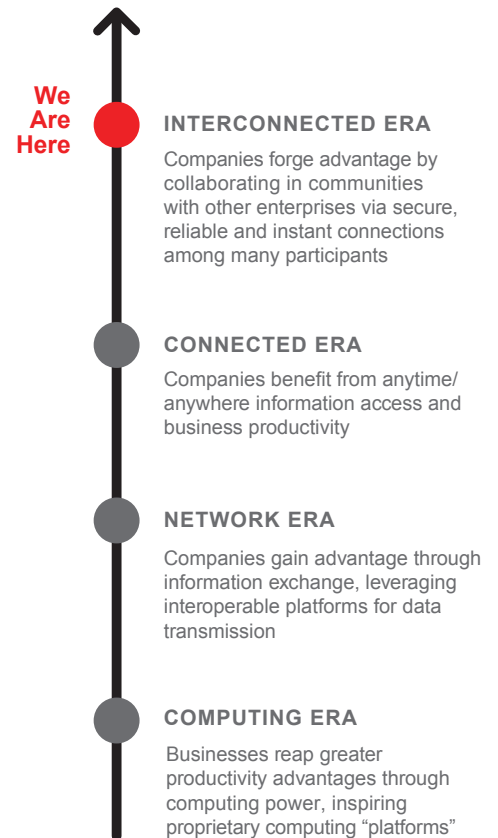 We
Are
Here
INTERCONNECTED ERA
Companies forge advantage by
collaborating in communities
with other enterprises via secure,
reliable and instant connections
among many participants
CONNECTED ERA
Companies benefit from anytime/
anywhere information access and
business productivity
NETWORK ERA
Companies gain advantage through
information exchange, leveraging
interoperable platforms for data
transmission
COMPUTING ERA
Businesses reap greater
productivity advantages through
computing power, inspiring
proprietary computing “platforms”